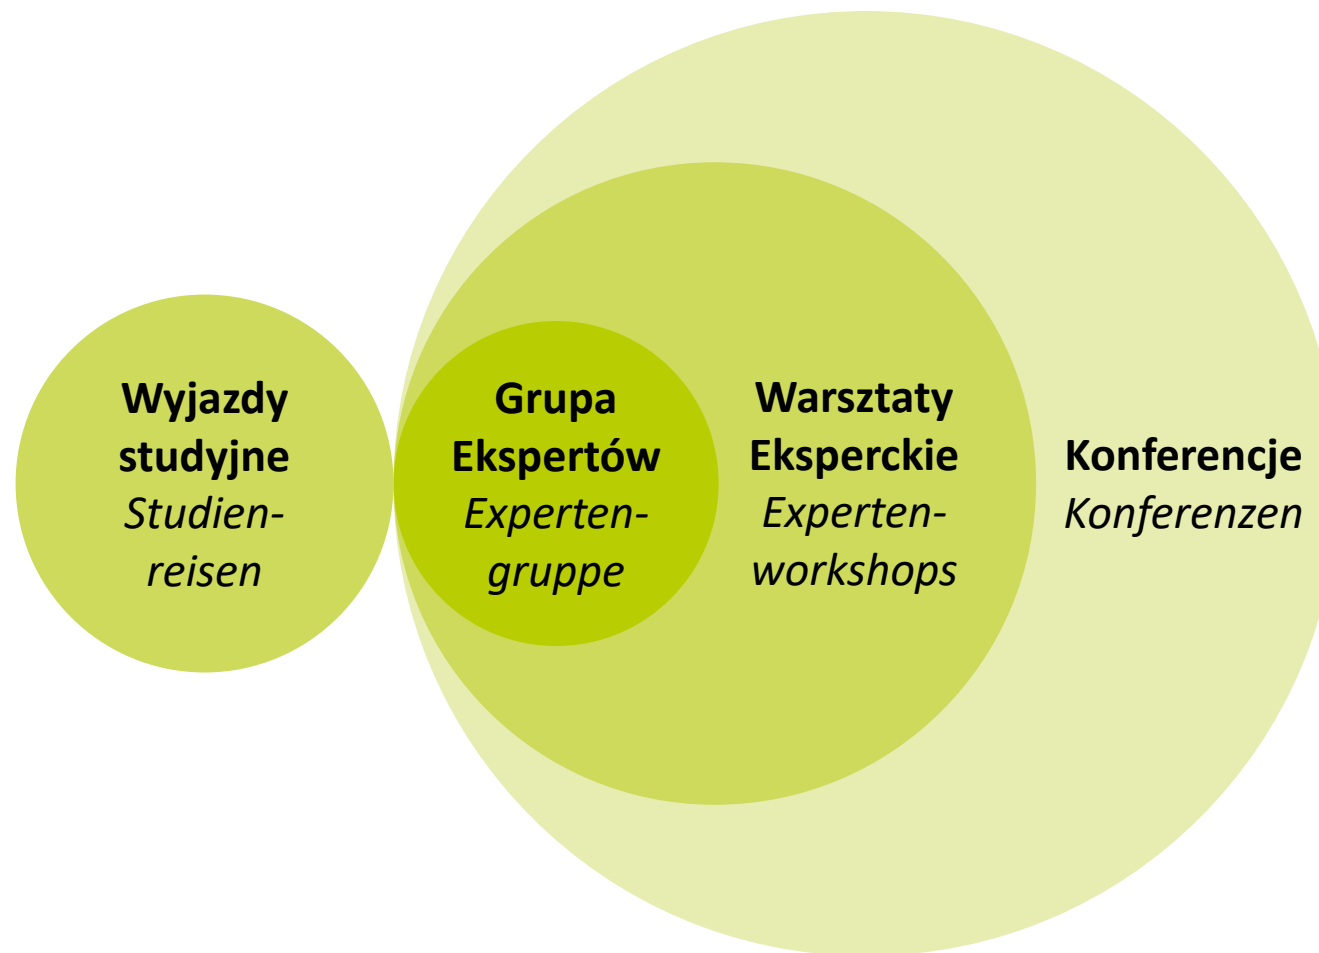 Wyjazdy
studyjne
Studien-
reisen
Grupa
Ekspertów
Experten-
gruppe
Warsztaty
Eksperckie
Experten-
workshops
Konferencje
Konferenzen